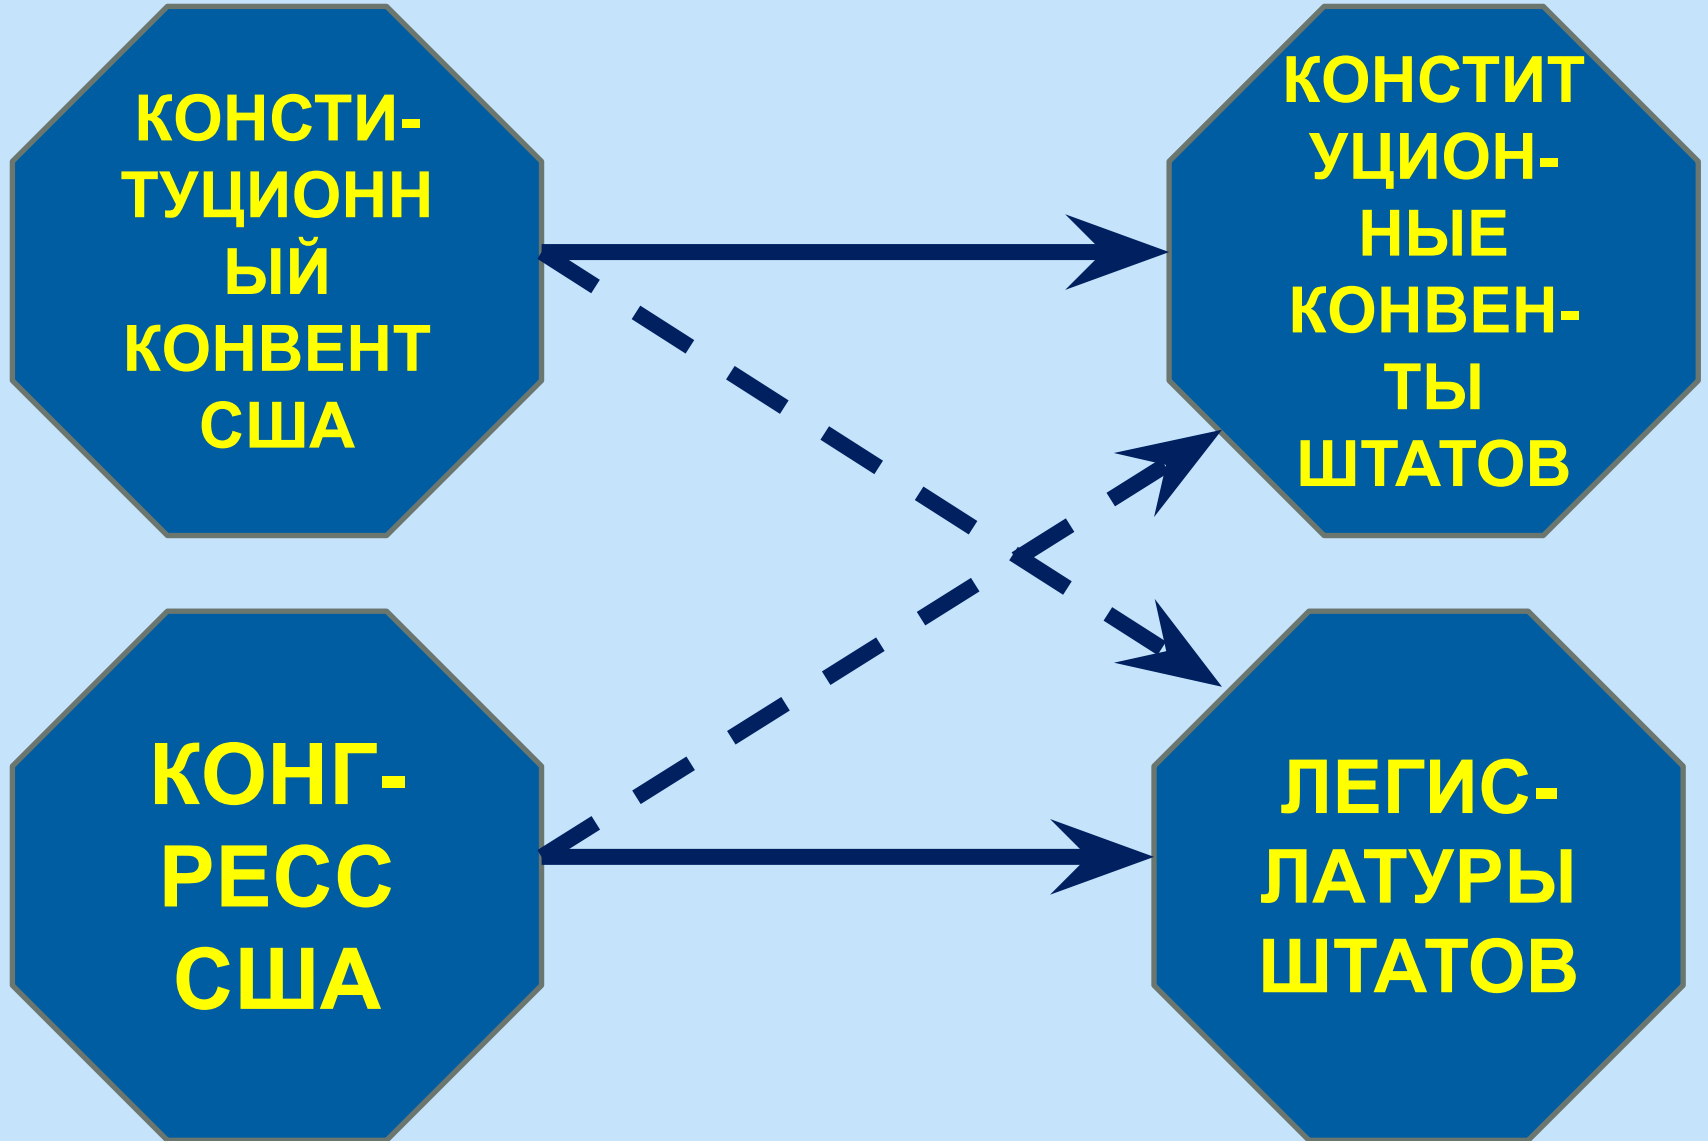 КОНСТИ-
ТУЦИОНН
ЫЙ
КОНВЕНТ
США
КОНСТИТ
УЦИОН-
НЫЕ
КОНВЕН-
ТЫ
ШТАТОВ
КОНГ-
РЕСС
США
ЛЕГИС-
ЛАТУРЫ
ШТАТОВ